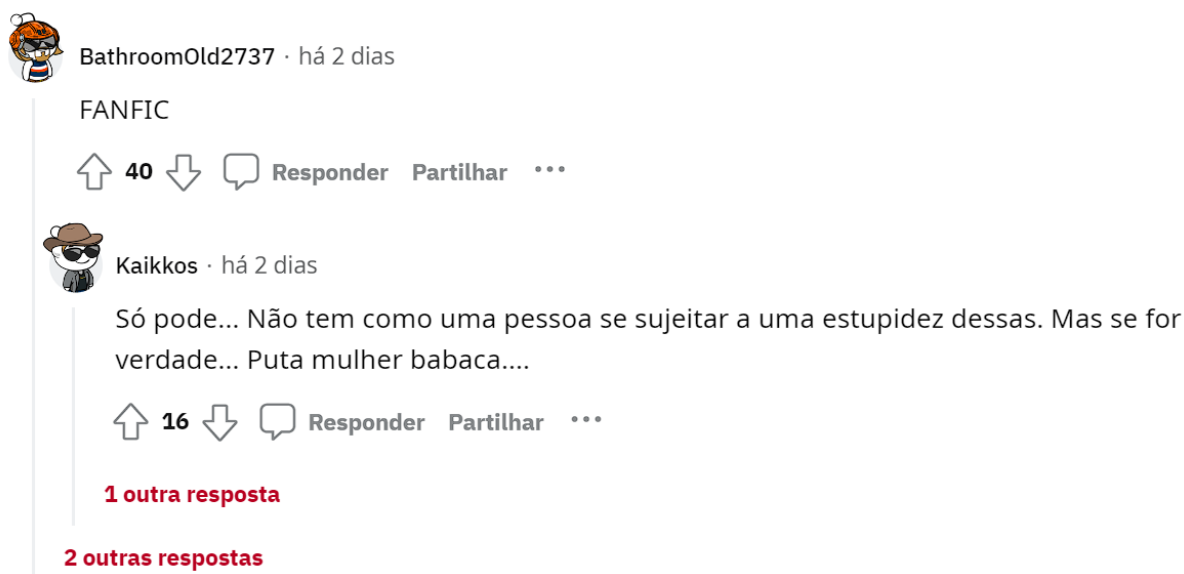 BathroomOld2737 · há 2 dias
FANFIC
40 Responder Partilhar ···
Kaikkos · há 2 dias
Só pode... Não tem como uma pessoa se sujeitar a uma estupidez dessas. Mas se for
verdade... Puta mulher babaca....
16 Responder Partilhar ···
1 outra resposta
2 outras respostas